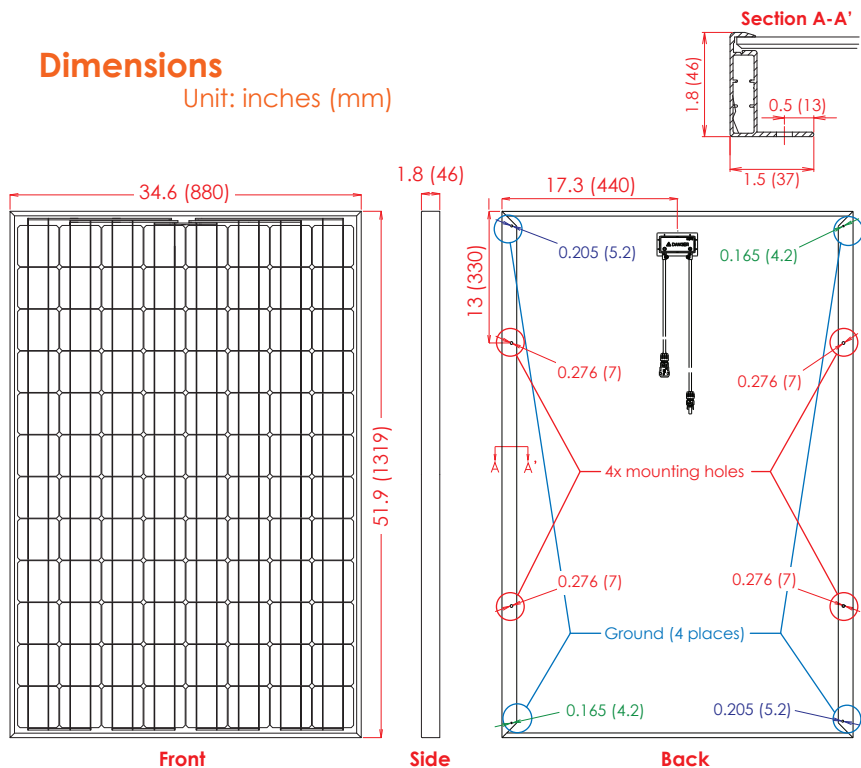 Section A-A'
Dimensions
Unit: inches (mm)
1.8 (46)
0.5 (13)
1.5 (37)
34.6 (880)
1.8 (46)
17.3 (440)
DANGER
0.205 (5.2)
0.165 (4.2)
13 (330)
0.276 (7)
0.276 (7)
51.9 (1319)
A
A'
4x mounting holes
0.276 (7)
0.276 (7)
Ground (4 places)
0.165 (4.2)
0.205 (5.2)
Front
Side
Back